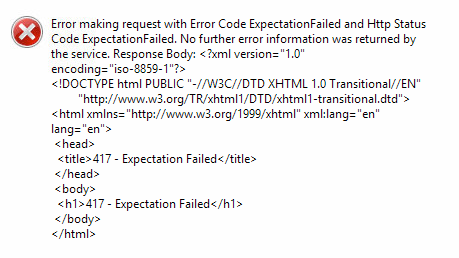 Error making request with Error Code ExpectationFailed and Http Status
Code ExpectationFailed. No further error information was returned by
the service. Response Body: <?xml version="1.0"
encoding="iso-8859-1"?>
<!DOCTYPE html PUBLIC "-//W3C//DTD XHTML 1.0 Transitional//EN"
"http://www.w3.org/TR/xhtml1/DTD/xhtml1-transitional.dtd">
<html xmlns="http://www.w3.org/1999/xhtml" xml:lang="en"
lang="en">
<head>
<title>417 - Expectation Failed</title>
</head>
<body>
<h1>417 - Expectation Failed</h1>
</body>
</html>